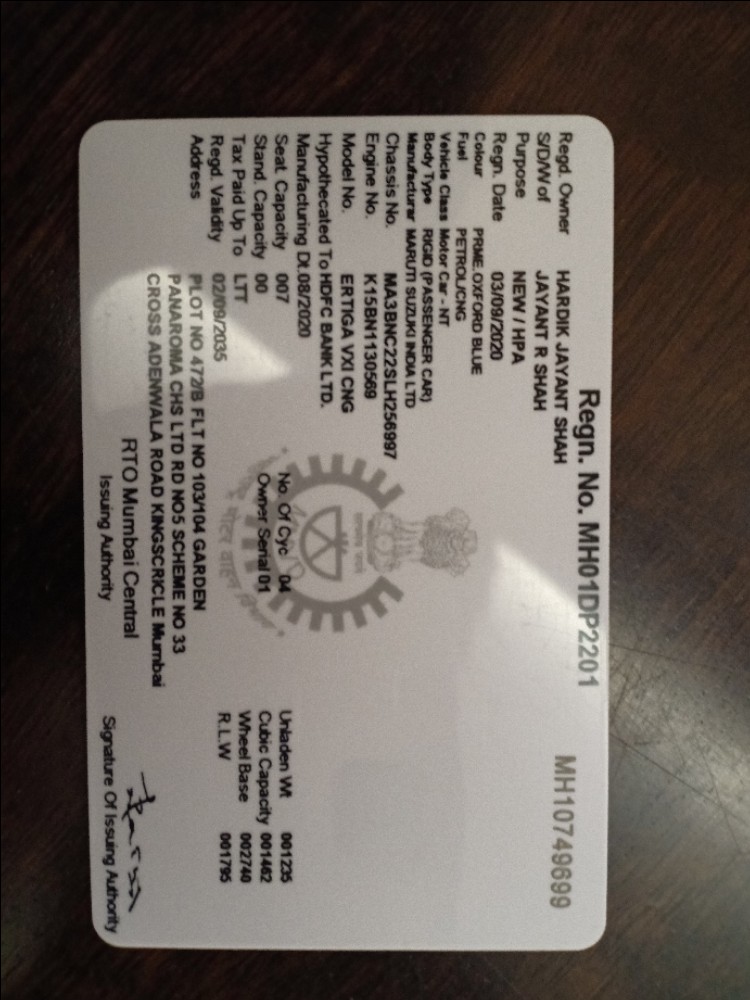 Regn. No. MH01DP2201 MH10749699
Regd. Owner HARDIK JAYANT SHAH
S/D/W of JAYANT R SHAH
Purpose NEW / HPA
Regn. Date 03/09/2020
Colour PRME.OXFORD BLUE
Fuel PETROL/CNG
Vehicle Class Motor Car - NT
Body Type RIGID (PASSENGER CAR)
Manufacturer MARUTI SUZUKI INDIA LTD
Chassis No. MA3BNC22SLH256997
Engine No. K15BN1130569
Model No. ERTIGA VXI CNG
Hypothecated To HDFC BANK LTD.
Manufacturing Dt.08/2020
Seat. Capacity 007 No. Of Cyc 04 Unladen Wt 001235
Stand. Capacity 00 Owner Serial 01 Cubic Capacity 001462
Tax Paid Up To LTT Wheel Base 002740
Regd. Validity 02/09/2035 R.L.W 001795
Address PLOT NO 472/B FLT NO 103/104 GARDEN
PANAROMA CHS LTD RD NO5 SCHEME NO 33
CROSS ADENWALA ROAD KINGSCRICLE Mumbai
RTO Mumbai Central
Issuing Authority Signature Of Issuing Authority